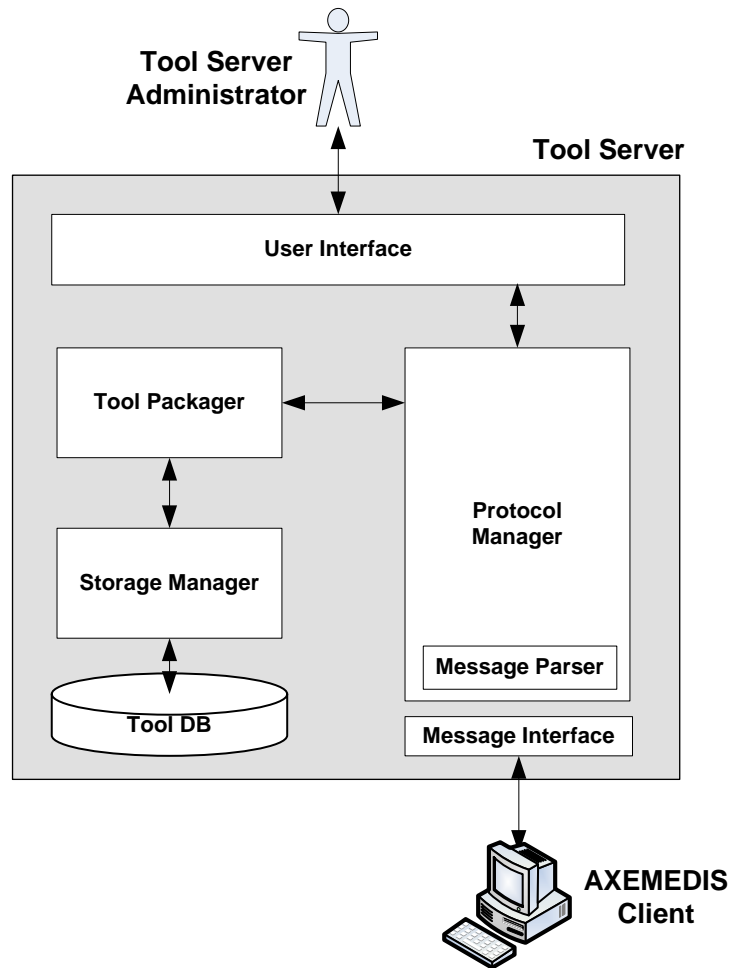 Tool Server
Administrator
Tool Server
User Interface
Tool Packager
Protocol
Manager
Storage Manager
Message Parser
Tool DB
Message Interface
AXEMEDIS
Client